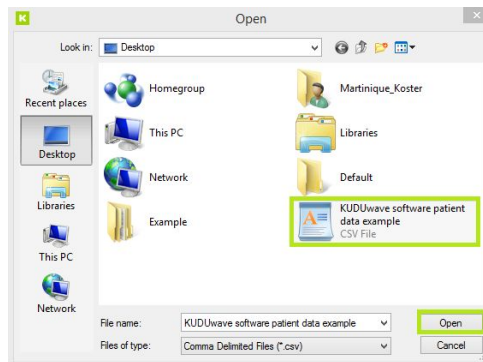 K
Open
Look in:
Desktop
Recent places
Desktop
Libraries
This PC
Network
Homegroup
Martinique_Koster
This PC
Libraries
Network
Default
Example
KUDUwave software patient
data example
CSV File
File name:
KUDUwave software patient data example
Open
Files of type:
Comma Delimited Files (*.csv)
Cancel